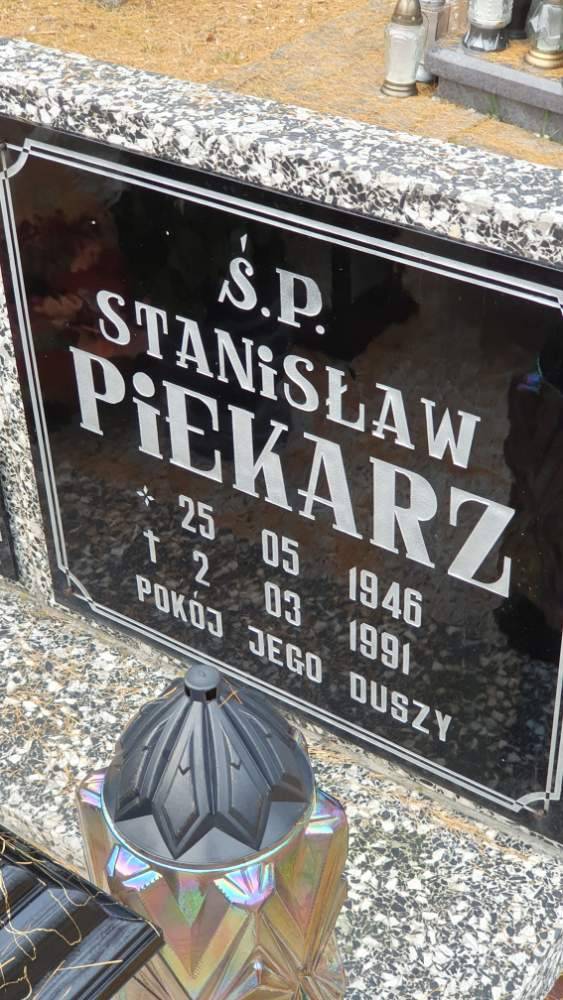 Ś.P.
STANiSŁAW
PiEKARZ
25 05 1946
† 2 03 1991
POKÓJ JEGO DUSZY